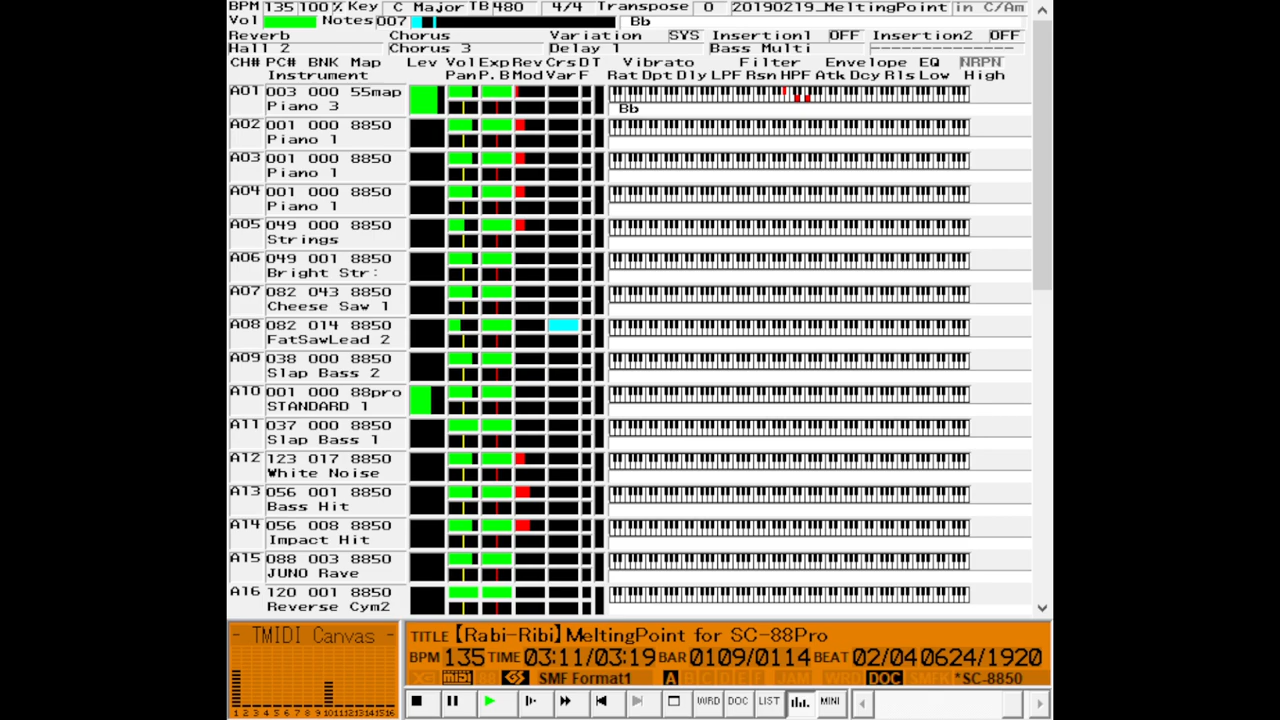 BPM 135 100% Key C Major TB 480 4/4 Transpose 0 20190219_MeltingPoint in C/Am
Vol Notes 007 Bb
Reverb Chorus Variation SYS Insertion1 OFF Insertion2 OFF
Hall 2 Chorus 3 Delay 1 Bass Multi ---------------
CH# PC# BNK Map Lev Vol Exp Rev Crs DT Vibrato Filter Envelope EQ NRPN
Instrument Pan P.B Mod Var F Rat Dpt Dly LPF Rsn HPF Atk Dcy Rls Low High
A01 003 000 55map
Piano 3 Bb
A02 001 000 8850
Piano 1
A03 001 000 8850
Piano 1
A04 001 000 8850
Piano 1
A05 049 000 8850
Strings
A06 049 001 8850
Bright Str:
A07 082 043 8850
Cheese Saw 1
A08 082 014 8850
FatSawLead 2
A09 038 000 8850
Slap Bass 2
A10 001 000 88pro
STANDARD 1
A11 037 000 8850
Slap Bass 1
A12 123 017 8850
White Noise
A13 056 001 8850
Bass Hit
A14 056 008 8850
Impact Hit
A15 088 003 8850
JUNO Rave
A16 120 001 8850
Reverse Cym2
- TMIDI Canvas -
TITLE 【Rabi-Ribi】MeltingPoint for SC-88Pro
BPM 135 TIME 03:11/03:19 BAR 0109/0114 BEAT 02/04 0624/1920
midi GS SMF Format1 A DOC *SC-8850
1 2 3 4 5 6 7 8 9 10 11 12 13 14 15 16
WRD DOC LIST MINI